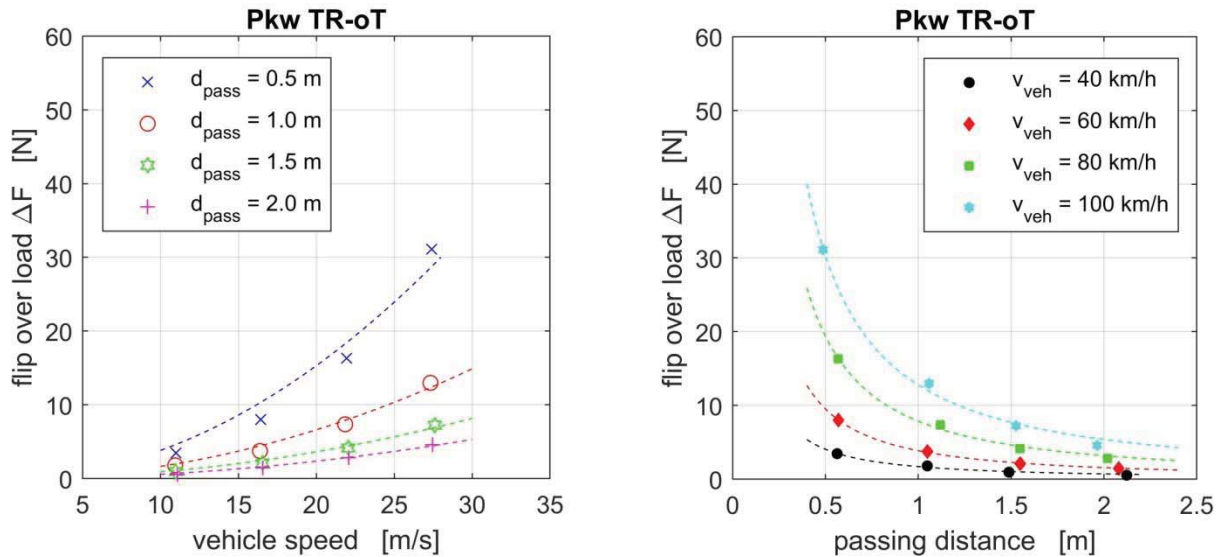 Pkw TR-oT
60
50
40
30
20
10
0
flip over load ΔF [N]
d_pass = 0.5 m
d_pass = 1.0 m
d_pass = 1.5 m
d_pass = 2.0 m
5 10 15 20 25 30 35
vehicle speed [m/s]
Pkw TR-oT
60
50
40
30
20
10
0
flip over load ΔF [N]
v_veh = 40 km/h
v_veh = 60 km/h
v_veh = 80 km/h
v_veh = 100 km/h
0 0.5 1 1.5 2 2.5
passing distance [m]